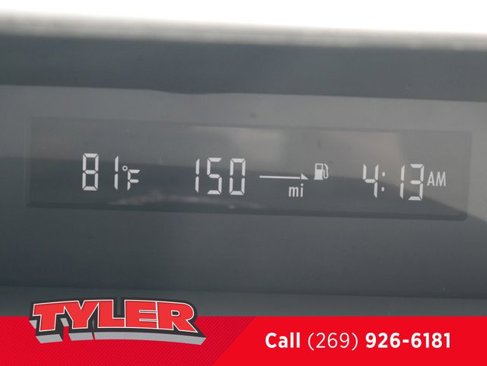 81°F 150 mi 4:13 AM
TYLER Call (269) 926-6181